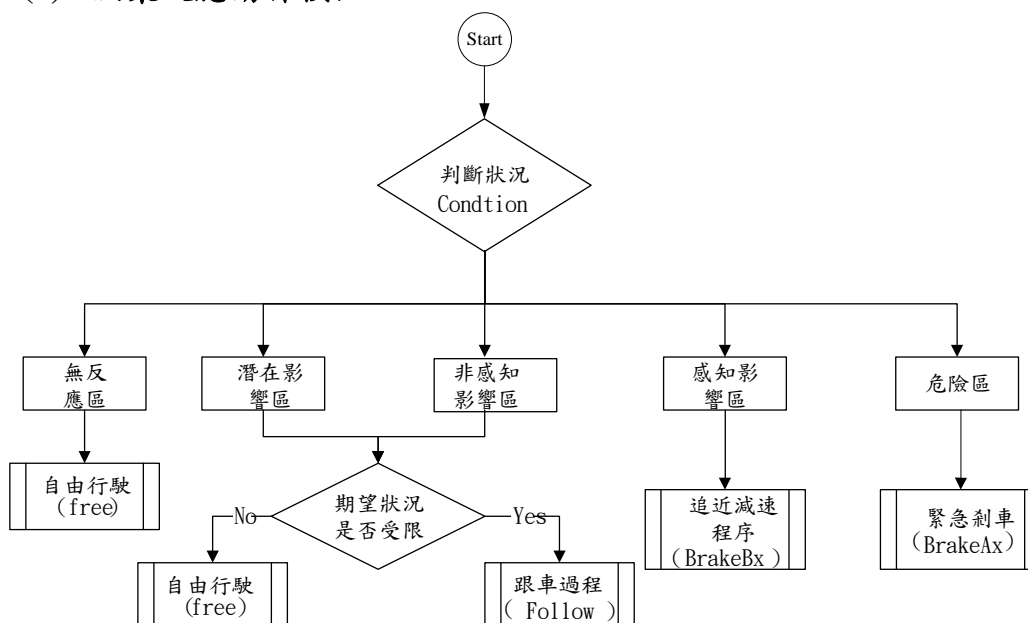 Start
判斷狀況
Condtion
無反
應區
潛在影
響區
非感知
影響區
感知影
響區
危險區
自由行駛
(free)
期望狀況
是否受限
No
Yes
追近減速
程序
(BrakeBx )
緊急剎車
(BrakeAx)
自由行駛
(free)
跟車過程
( Follow )